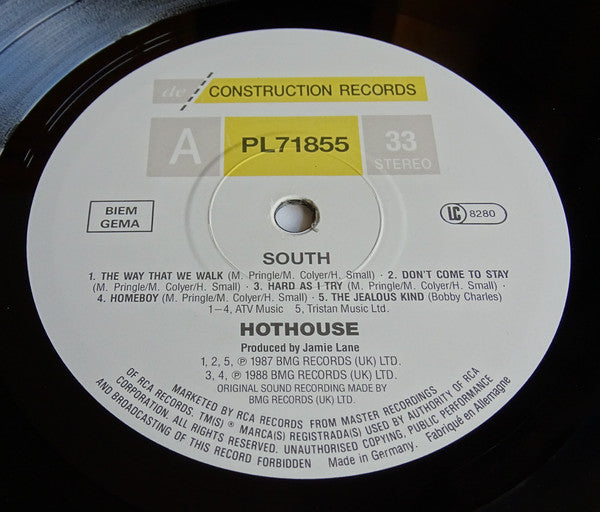 de CONSTRUCTION RECORDS
A
PL71855
33
STEREO
BIEM
GEMA
LC 8280
SOUTH
1. THE WAY THAT WE WALK (M. Pringle/M. Colyer/H. Small) · 2. DON'T COME TO STAY
(M. Pringle/M. Colyer/H. Small) · 3. HARD AS I TRY (M. Pringle/M. Colyer/H. Small)
· 4. HOMEBOY · 5. THE JEALOUS KIND (Bobby Charles)
1–4, ATV Music 5, Tristan Music Ltd.
HOTHOUSE
Produced by Jamie Lane
1, 2, 5, ℗ 1987 BMG RECORDS (UK) LTD.
3, 4, ℗ 1988 BMG RECORDS (UK) LTD.
ORIGINAL SOUND RECORDING MADE BY
BMG RECORDS (UK) LTD.
MARKETED BY RCA RECORDS FROM MASTER RECORDINGS
OF RCA RECORDS, TM(S) ® MARCA(S) REGISTRADA(S) USED BY AUTHORITY OF RCA
CORPORATION, ALL RIGHTS RESERVED. UNAUTHORISED COPYING, PUBLIC PERFORMANCE
AND BROADCASTING OF THIS RECORD FORBIDDEN Made in Germany. Fabriqué en Allemagne